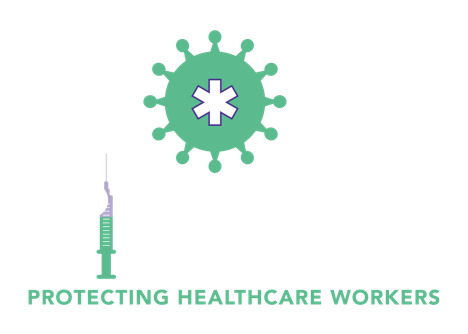 PROTECTING HEALTHCARE WORKERS